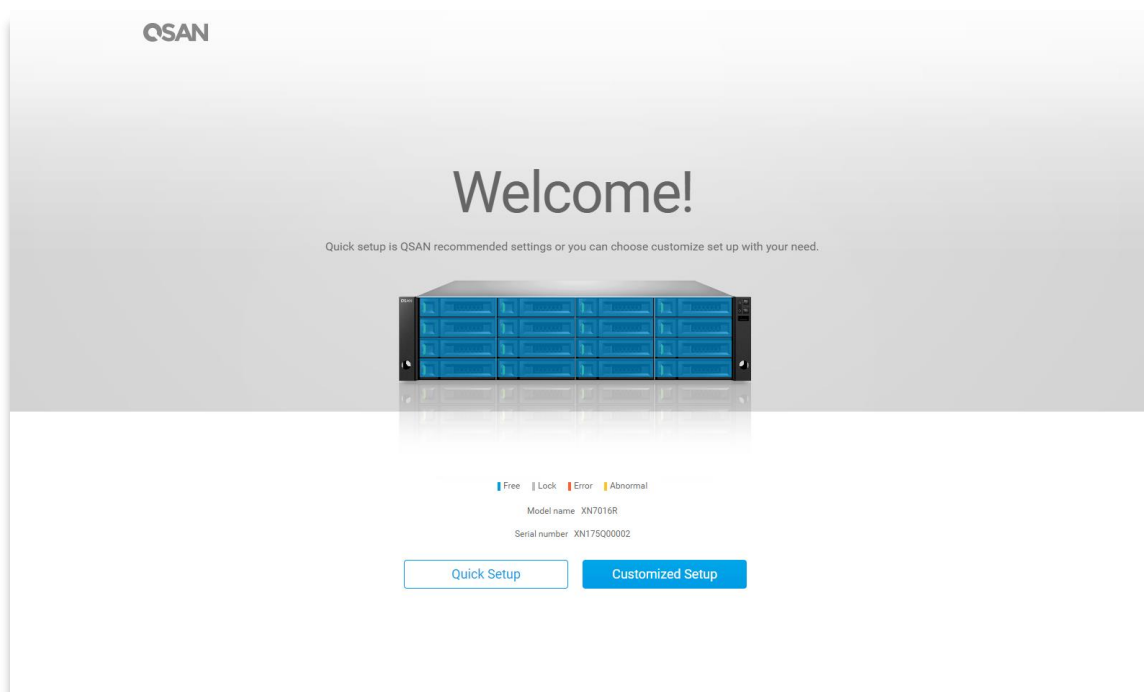 QSAN
Welcome!
Quick setup is QSAN recommended settings or you can choose customize set up with your need.
Free Lock Error Abnormal
Model name XN7016R
Serial number XN175Q00002
Quick Setup Customized Setup